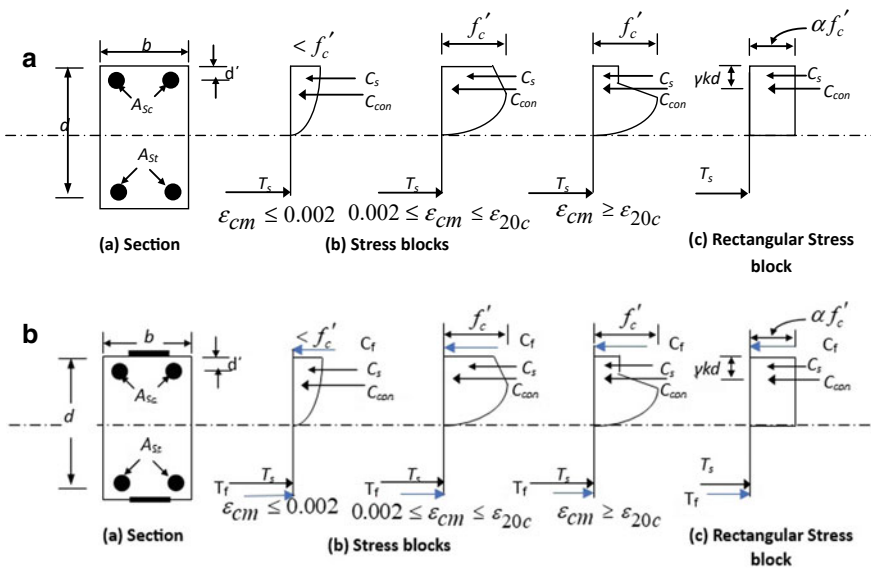 a
b
d'
A_Sc
d
A_St
(a) Section
< f_c'
C_s
C_con
T_s
ε_cm ≤ 0.002
f_c'
C_s
C_con
T_s
0.002 ≤ ε_cm ≤ ε_20c
(b) Stress blocks
f_c'
C_s
C_con
T_s
ε_cm ≥ ε_20c
αf_c'
γkd
C_s
C_con
T_s
(c) Rectangular Stress
block
b
b
d'
A_Sc
d
A_St
(a) Section
< f_c'
C_f
C_s
C_con
T_s
T_f
ε_cm ≤ 0.002
f_c'
C_f
C_s
C_con
T_s
T_f
0.002 ≤ ε_cm ≤ ε_20c
(b) Stress blocks
f_c'
C_f
C_s
C_con
T_s
T_f
ε_cm ≥ ε_20c
αf_c'
C_f
γkd
C_s
C_con
T_s
T_f
(c) Rectangular Stress
block